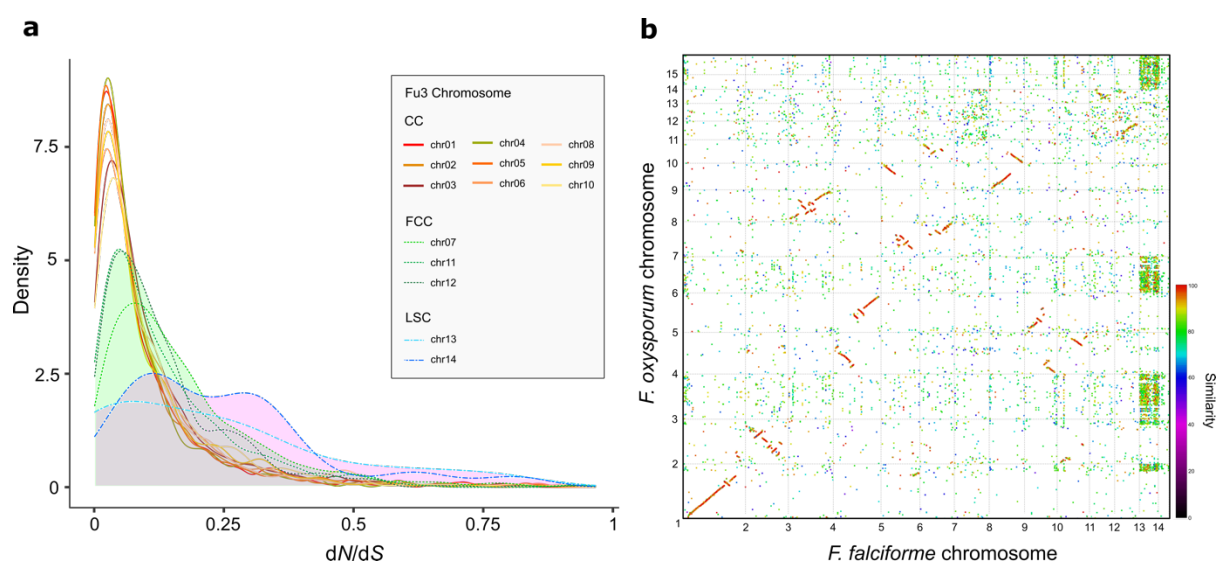 a
Density
7.5
5
2.5
0
0
0.25
0.5
0.75
1
dN/dS
Fu3 Chromosome
CC
chr01 chr04 chr08
chr02 chr05 chr09
chr03 chr06 chr10
FCC
chr07
chr11
chr12
LSC
chr13
chr14
b
F. oxysporum chromosome
15
14
13
12
11
10
9
8
7
6
5
4
3
2
1
1 2 3 4 5 6 7 8 9 10 11 12 13 14
F. falciforme chromosome
100
80
60
40
20
0
Similarity